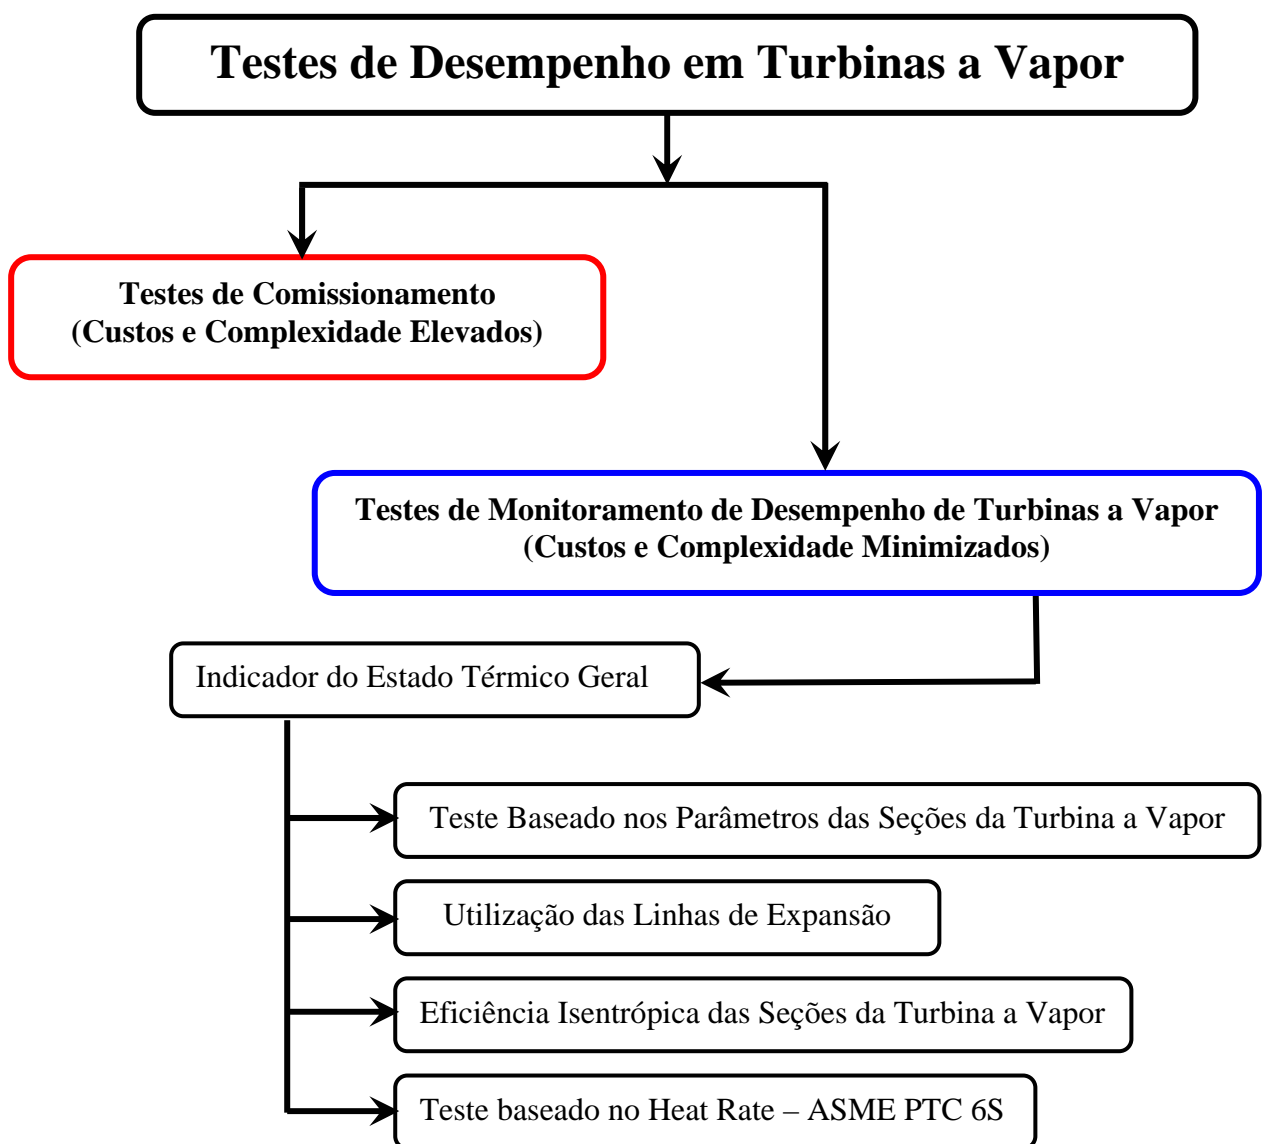 Testes de Desempenho em Turbinas a Vapor
Testes de Comissionamento
(Custos e Complexidade Elevados)
Testes de Monitoramento de Desempenho de Turbinas a Vapor
(Custos e Complexidade Minimizados)
Indicador do Estado Térmico Geral
Teste Baseado nos Parâmetros das Seções da Turbina a Vapor
Utilização das Linhas de Expansão
Eficiência Isentrópica das Seções da Turbina a Vapor
Teste baseado no Heat Rate – ASME PTC 6S